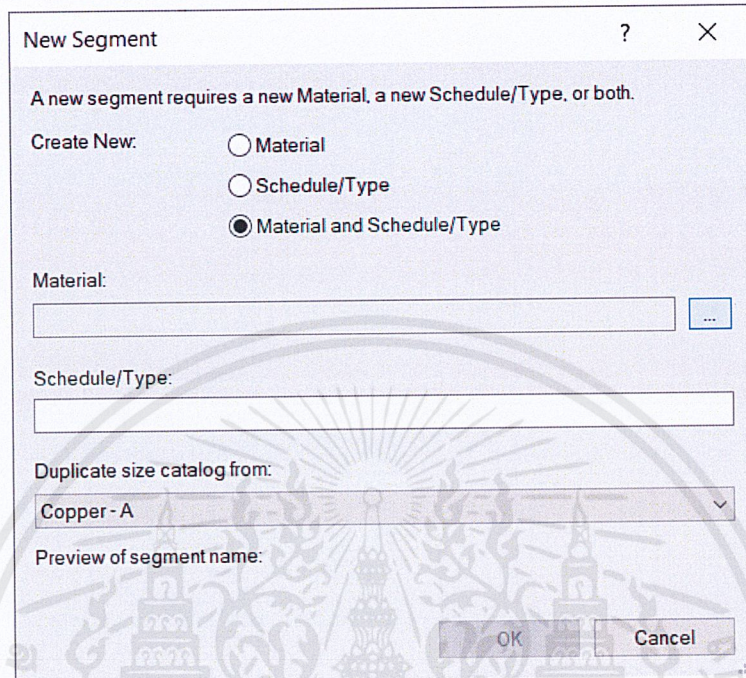 New Segment ?
A new segment requires a new Material, a new Schedule/Type, or both.
Create New:
Material
Schedule/Type
Material and Schedule/Type
Material:
...
Schedule/Type:
Duplicate size catalog from:
Copper - A
Preview of segment name:
OK Cancel